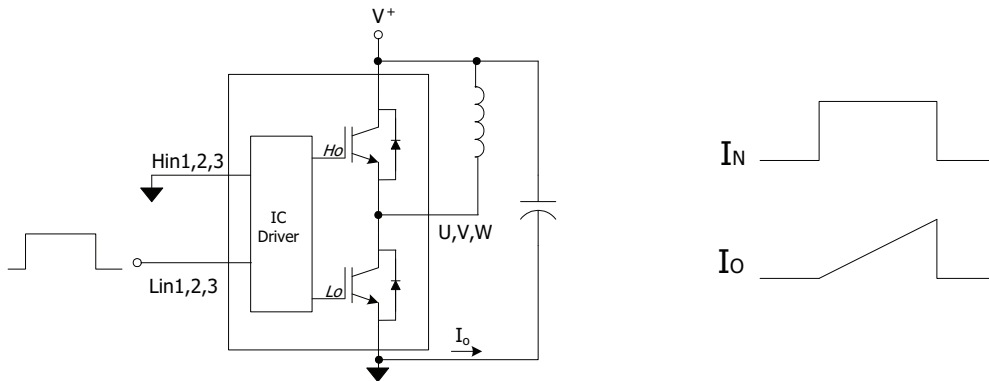 V+
Ho
Hin1,2,3
IC
Driver
U,V,W
Lin1,2,3
Lo
Io
IN
IO